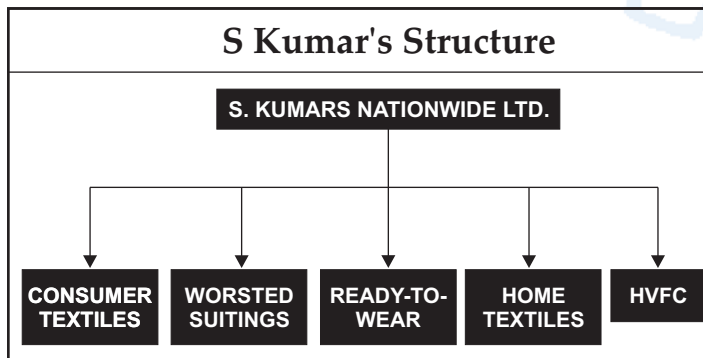 S Kumar's Structure
S. KUMARS NATIONWIDE LTD.
CONSUMER
TEXTILES
WORSTED
SUITINGS
READY-TO-
WEAR
HOME
TEXTILES
HVFC